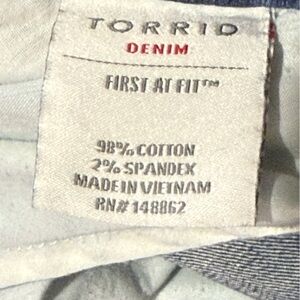 TORRID
DENIM
FIRST AT FIT™
98% COTTON
2% SPANDEX
MADE IN VIETNAM
RN# 148862